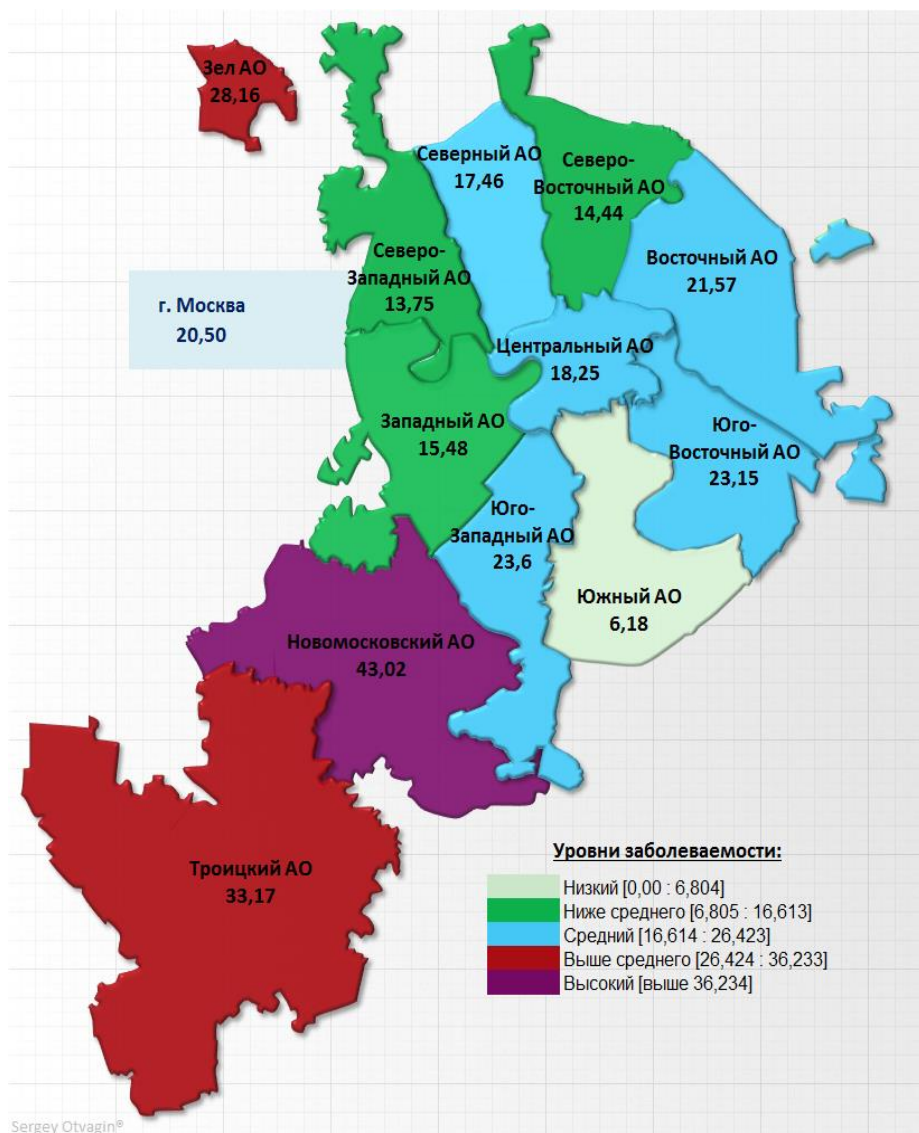 Зел АО
28,16
Северный АО
17,46
Северо-
Восточный АО
14,44
Северо-
Западный АО
13,75
Восточный АО
21,57
г. Москва
20,50
Центральный АО
18,25
Западный АО
15,48
Юго-
Восточный АО
23,15
Юго-
Западный АО
23,6
Южный АО
6,18
Новомосковский АО
43,02
Троицкий АО
33,17
Уровни заболеваемости:
Низкий [0,00 : 6,804]
Ниже среднего [6,805 : 16,613]
Средний [16,614 : 26,423]
Выше среднего [26,424 : 36,233]
Высокий [выше 36,234]
Sergey Otvagin®